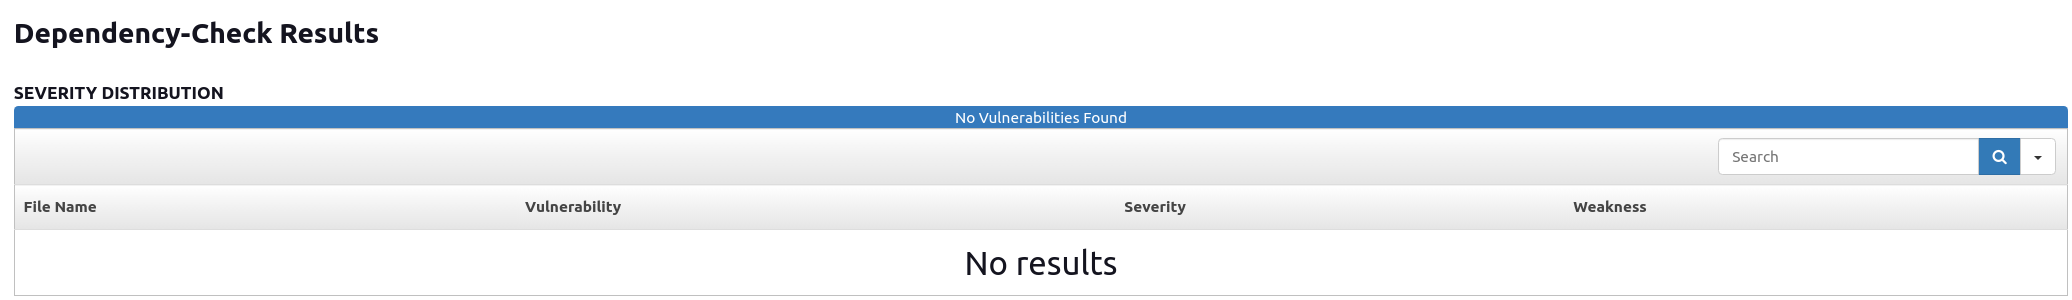 Dependency-Check Results
SEVERITY DISTRIBUTION
No Vulnerabilities Found
Search
File Name Vulnerability Severity Weakness
No results